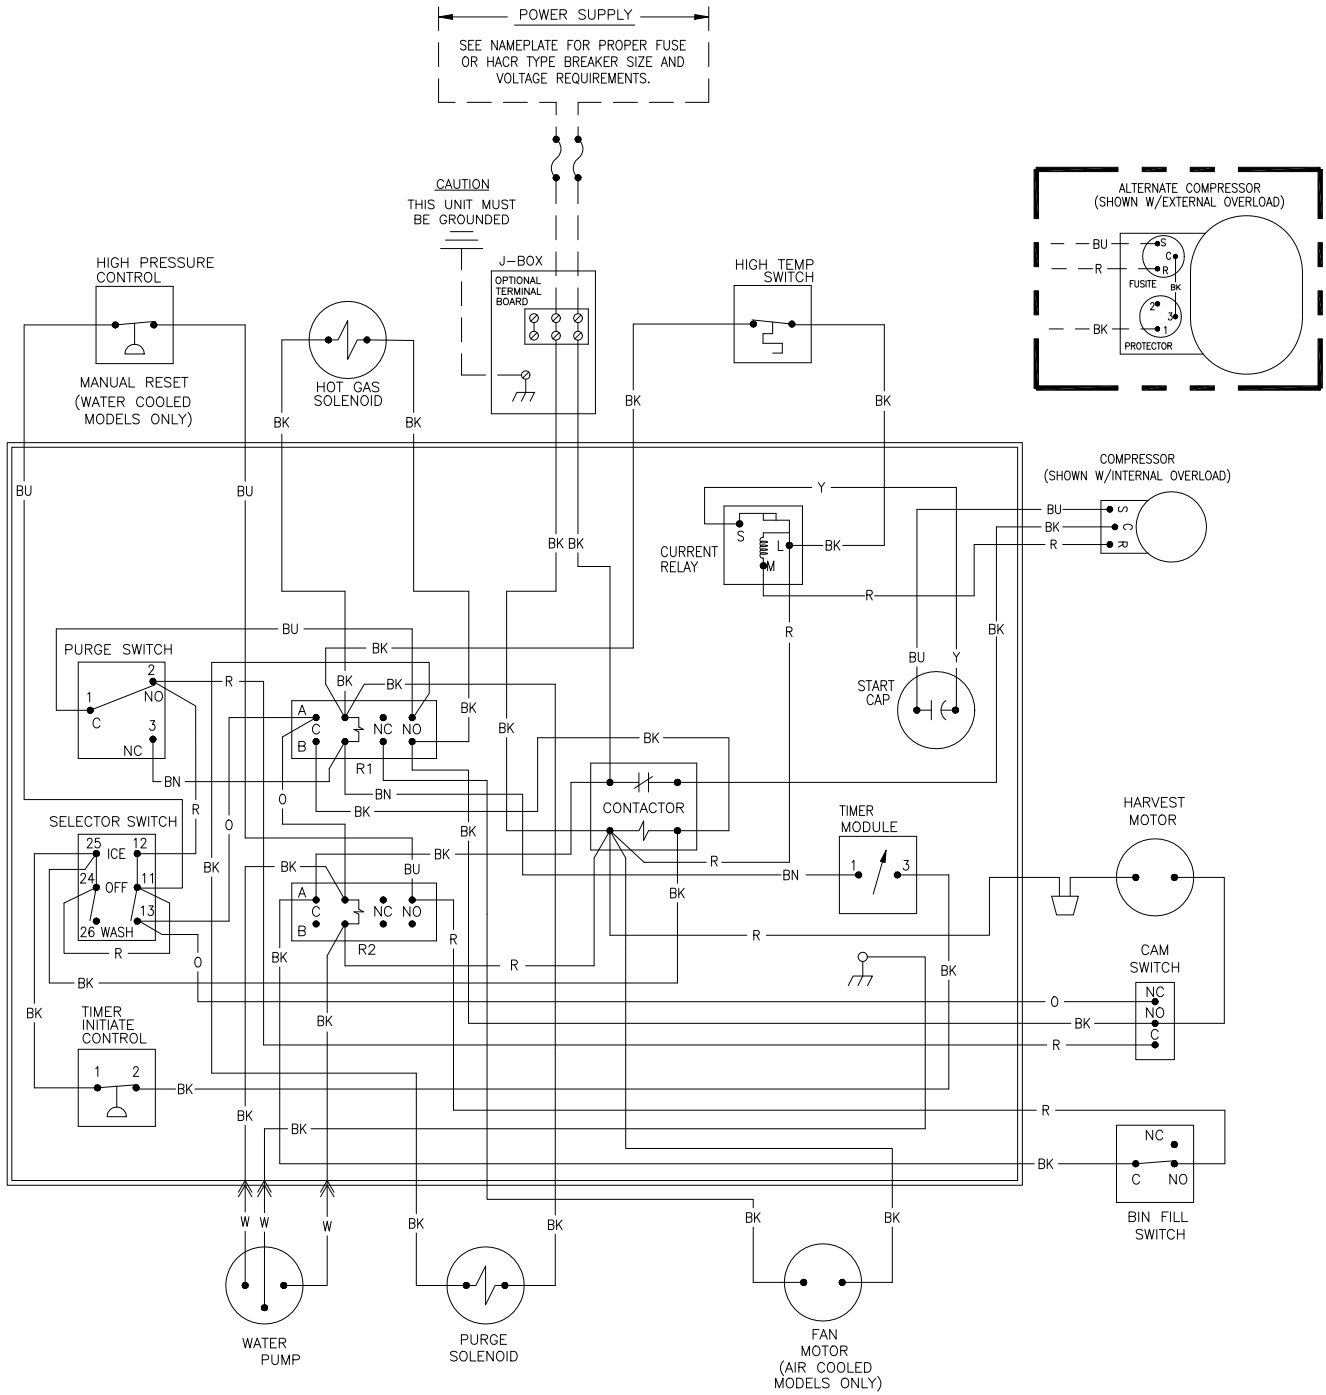 POWER SUPPLY
SEE NAMEPLATE FOR PROPER FUSE
OR HACR TYPE BREAKER SIZE AND
VOLTAGE REQUIREMENTS.
CAUTION
THIS UNIT MUST
BE GROUNDED
ALTERNATE COMPRESSOR
(SHOWN W/EXTERNAL OVERLOAD)
BU
S
C
R
R
FUSITE
BK
2
3
BK
1
PROTECTOR
HIGH PRESSURE
CONTROL
MANUAL RESET
(WATER COOLED
MODELS ONLY)
HOT GAS
SOLENOID
J-BOX
OPTIONAL
TERMINAL
BOARD
HIGH TEMP
SWITCH
BK
BK
BK
BK
COMPRESSOR
(SHOWN W/INTERNAL OVERLOAD)
BU
S
BK
C
R
R
BU
BU
Y
BK BK
CURRENT
RELAY
S
L
M
BK
R
R
BK
BU
Y
START
CAP
BU
BK
PURGE SWITCH
2
NO
1
C
3
NC
R
BK
BK
BK
BK
A
C
NC
NO
B
R1
BK
CONTACTOR
BN
BN
O
BK
R
O
BK
BK
SELECTOR SWITCH
25
ICE
12
24
OFF
11
13
26
WASH
R
BK
BK
BU
BK
R
BK
TIMER
MODULE
1
3
BN
HARVEST
MOTOR
A
C
NC
NO
B
R2
R
BK
R
R
O
BK
BK
BK
BK
CAM
SWITCH
NC
NO
C
O
BK
R
TIMER
INITIATE
CONTROL
1
2
BK
BK
BK
BK
R
BK
BIN FILL
SWITCH
NC
C
NO
W
W
W
BK
BK
BK
BK
WATER
PUMP
PURGE
SOLENOID
FAN
MOTOR
(AIR COOLED
MODELS ONLY)